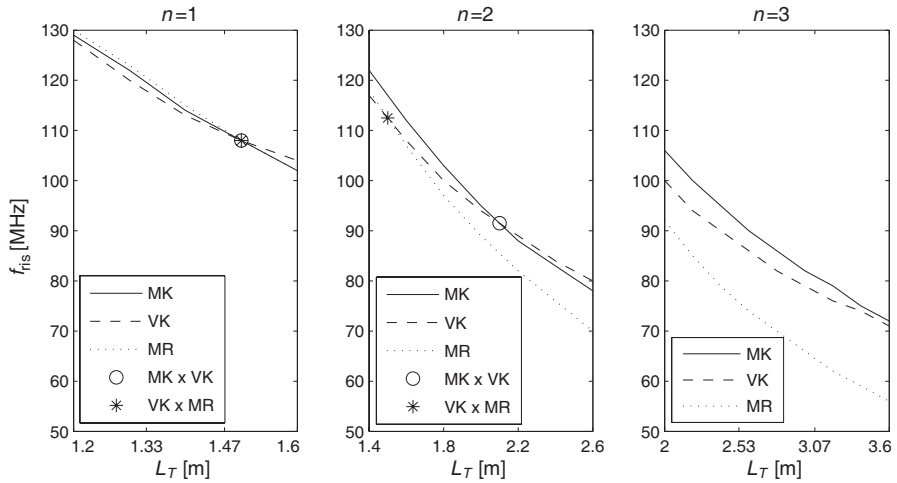 n=1
130
120
110
100
90
80
70
60
50
f_ris [MHz]
MK
VK
MR
MK x VK
VK x MR
1.2 1.33 1.47 1.6
L_T [m]
n=2
130
120
110
100
90
80
70
60
50
MK
VK
MR
MK x VK
VK x MR
1.4 1.8 2.2 2.6
L_T [m]
n=3
130
120
110
100
90
80
70
60
50
MK
VK
MR
2 2.53 3.07 3.6
L_T [m]